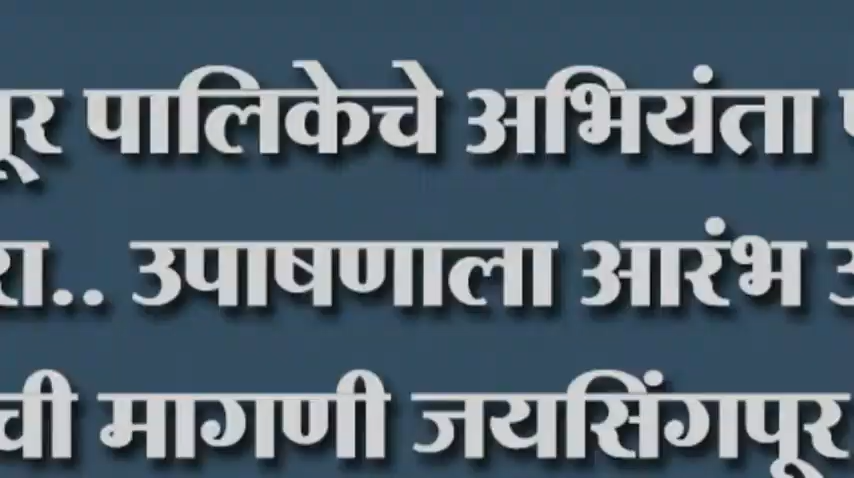 पूर पालिकेचे अभियंता
रा.. उपाषणाला आरंभ
ची मागणी जयसिंगपूर